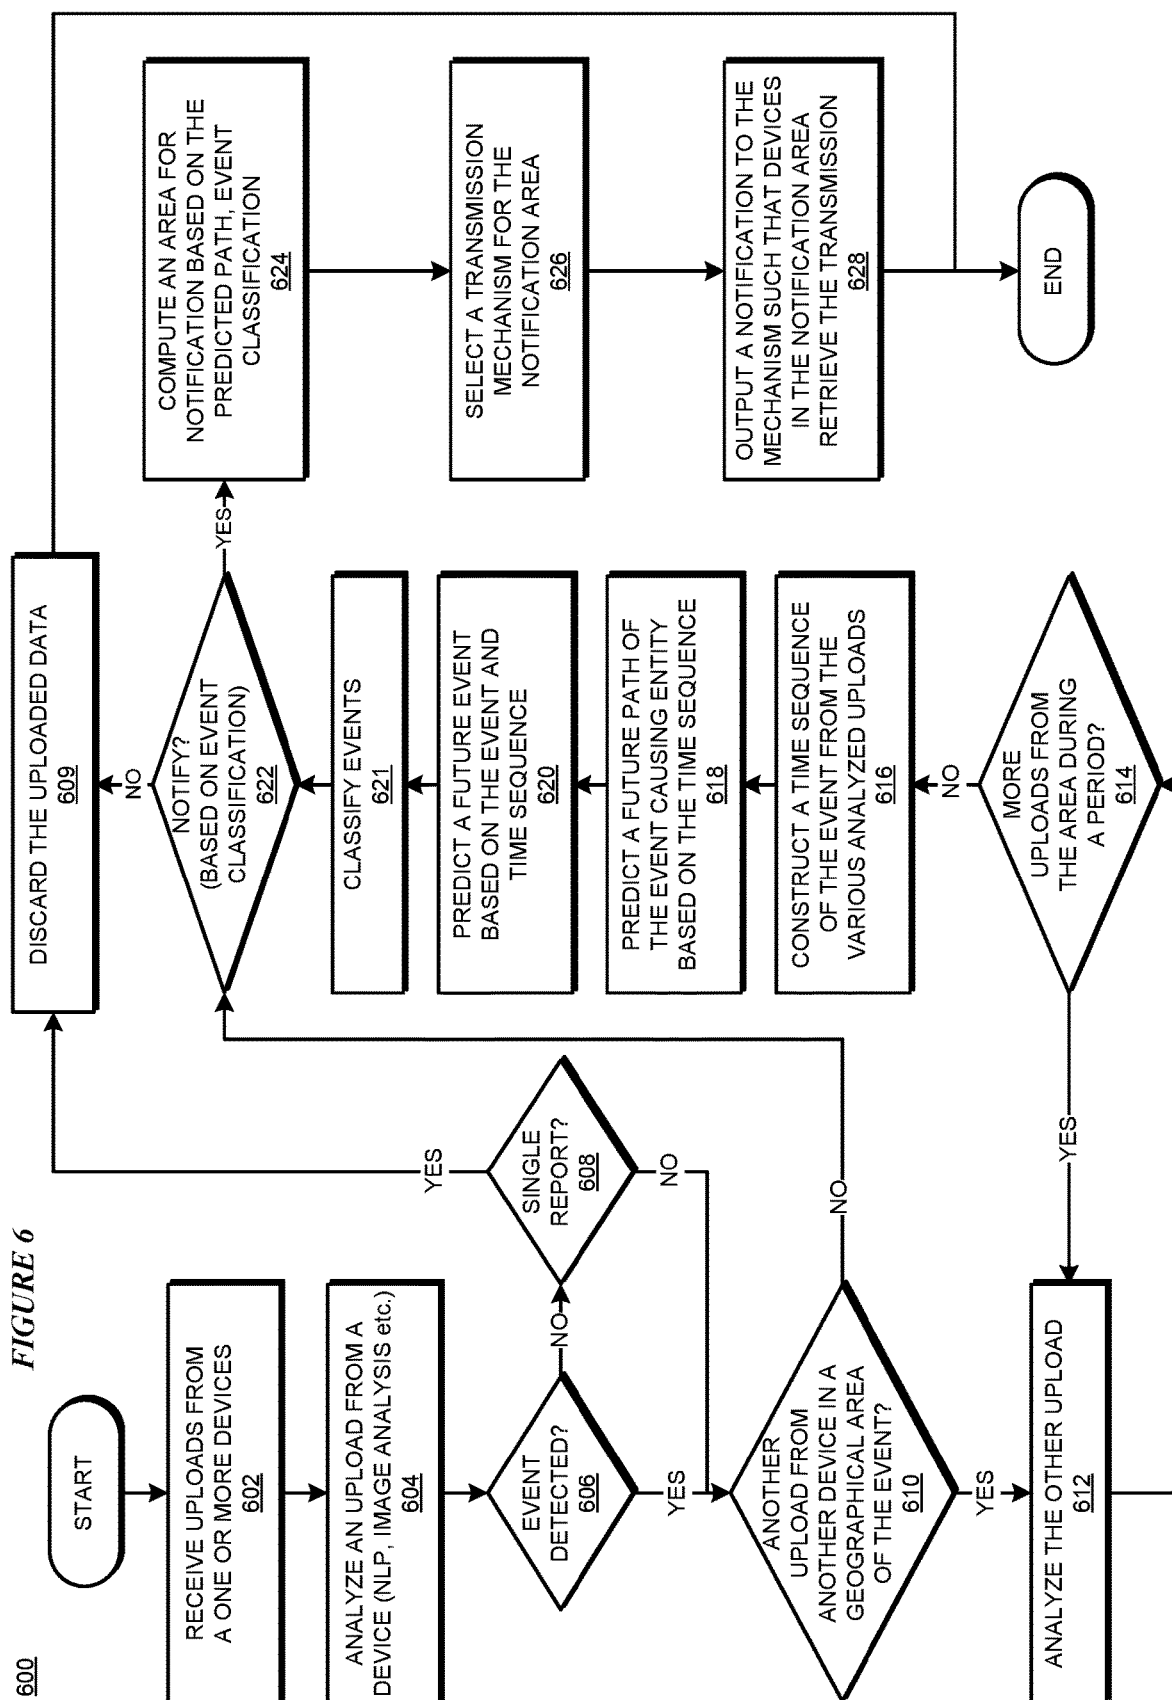 600
FIGURE 6
START
RECEIVE UPLOADS FROM
A ONE OR MORE DEVICES
602
ANALYZE AN UPLOAD FROM A
DEVICE (NLP, IMAGE ANALYSIS etc.)
604
EVENT
DETECTED?
606
NO
YES
SINGLE
REPORT?
608
YES
NO
ANOTHER
UPLOAD FROM
ANOTHER DEVICE IN A
GEOGRAPHICAL AREA
OF THE EVENT?
610
NO
YES
ANALYZE THE OTHER UPLOAD
612
DISCARD THE UPLOADED DATA
609
NO
NOTIFY?
(BASED ON EVENT
CLASSIFICATION)
622
YES
CLASSIFY EVENTS
621
PREDICT A FUTURE EVENT
BASED ON THE EVENT AND
TIME SEQUENCE
620
PREDICT A FUTURE PATH OF
THE EVENT CAUSING ENTITY
BASED ON THE TIME SEQUENCE
618
CONSTRUCT A TIME SEQUENCE
OF THE EVENT FROM THE
VARIOUS ANALYZED UPLOADS
616
NO
MORE
UPLOADS FROM
THE AREA DURING
A PERIOD?
614
YES
COMPUTE AN AREA FOR
NOTIFICATION BASED ON THE
PREDICTED PATH, EVENT
CLASSIFICATION
624
SELECT A TRANSMISSION
MECHANISM FOR THE
NOTIFICATION AREA
626
OUTPUT A NOTIFICATION TO THE
MECHANISM SUCH THAT DEVICES
IN THE NOTIFICATION AREA
RETRIEVE THE TRANSMISSION
628
END